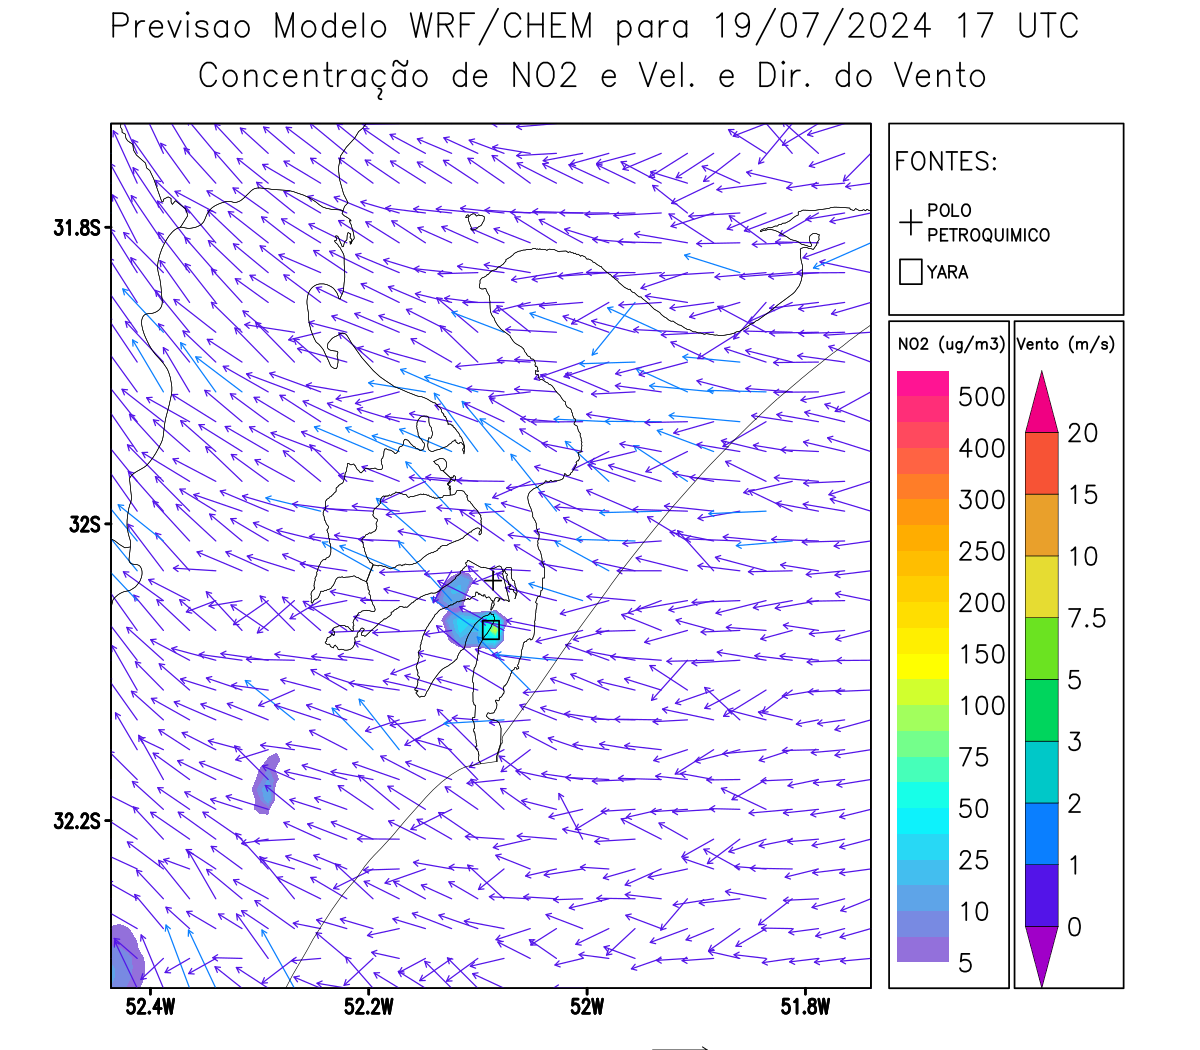 Previsao Modelo WRF/CHEM para 19/07/2024 17 UTC
Concentração de NO2 e Vel. e Dir. do Vento
FONTES:
POLO
PETROQUIMICO
YARA
NO2 (ug/m3)
500
400
300
250
200
150
100
75
50
25
10
5
Vento (m/s)
20
15
10
7.5
5
3
2
1
0
31.8S
32S
32.2S
52.4W
52.2W
52W
51.8W